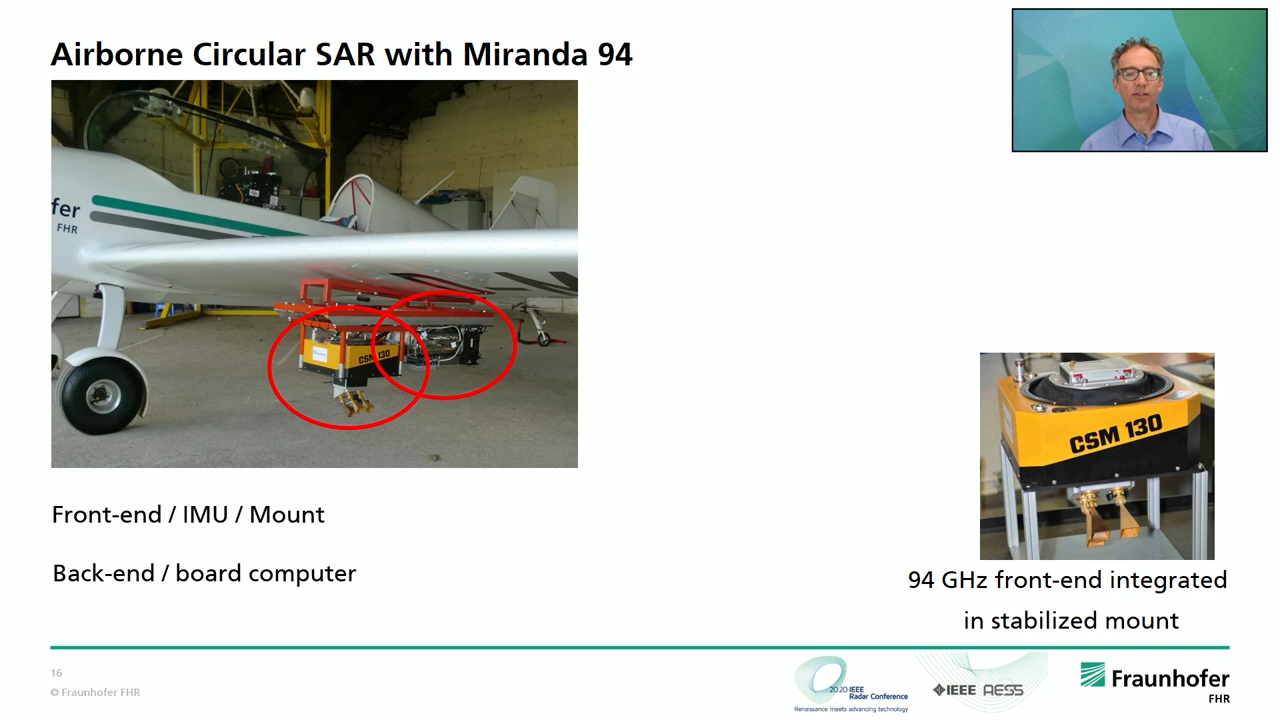 Airborne Circular SAR with Miranda 94
fer
FHR
CSM 130
CSM 130
Front-end / IMU / Mount
Back-end / board computer
94 GHz front-end integrated
in stabilized mount
16
© Fraunhofer FHR
2020 IEEE
Radar Conference
Renaissance meets advancing technology
IEEE AESS
Fraunhofer
FHR